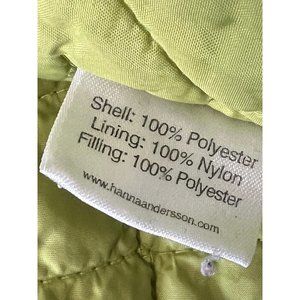 Shell: 100% Polyester
Lining: 100% Nylon
Filling: 100% Polyester
www.hannaandersson.com